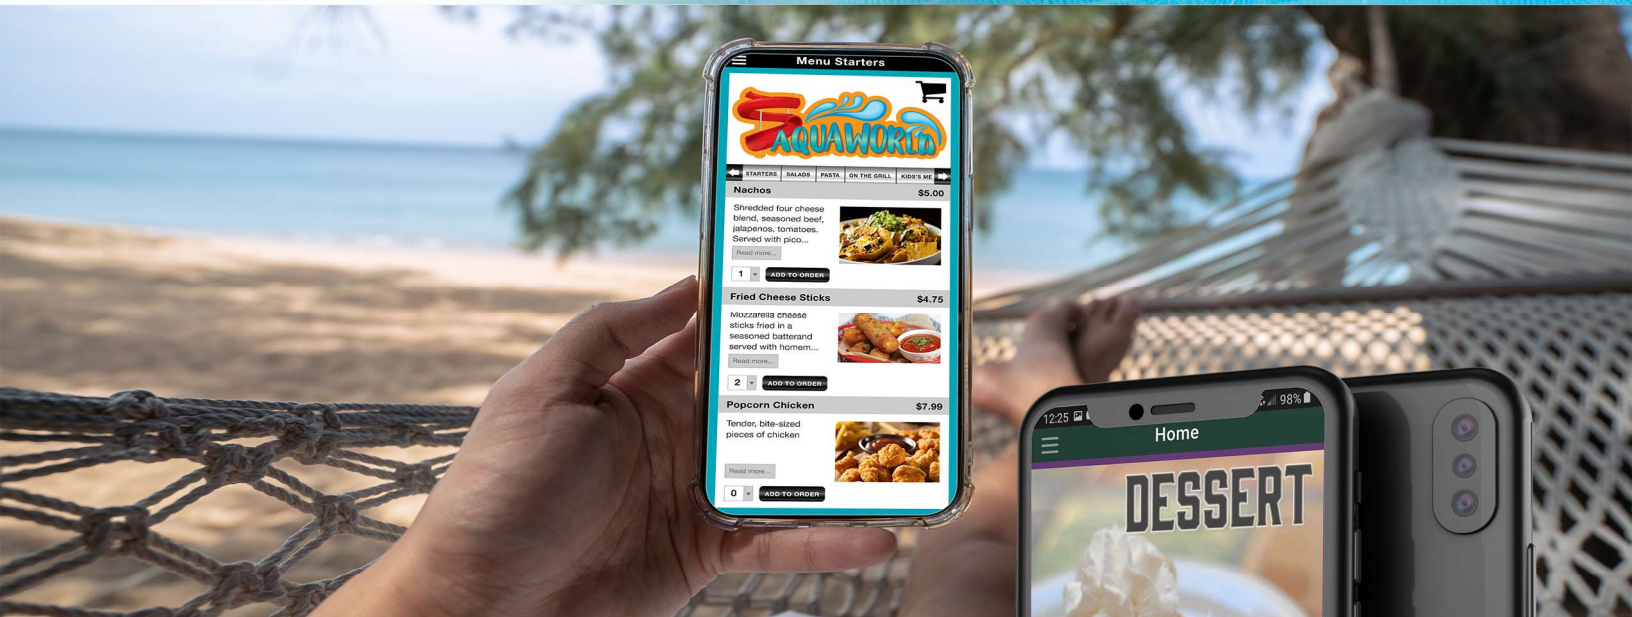 Menu Starters
AQUAWORLD
STARTERS SALADS PASTA ON THE GRILL KIDS'S ME
Nachos $5.00
Shredded four cheese
blend, seasoned beef,
jalapenos, tomatoes.
Served with pico...
Read more...
1 ADD TO ORDER
Fried Cheese Sticks $4.75
Mozzarella cheese
sticks fried in a
seasoned batterand
served with homem...
Read more...
2 ADD TO ORDER
Popcorn Chicken $7.99
Tender, bite-sized
pieces of chicken
Read more...
0 ADD TO ORDER
12:25 98%
Home
DESSERT